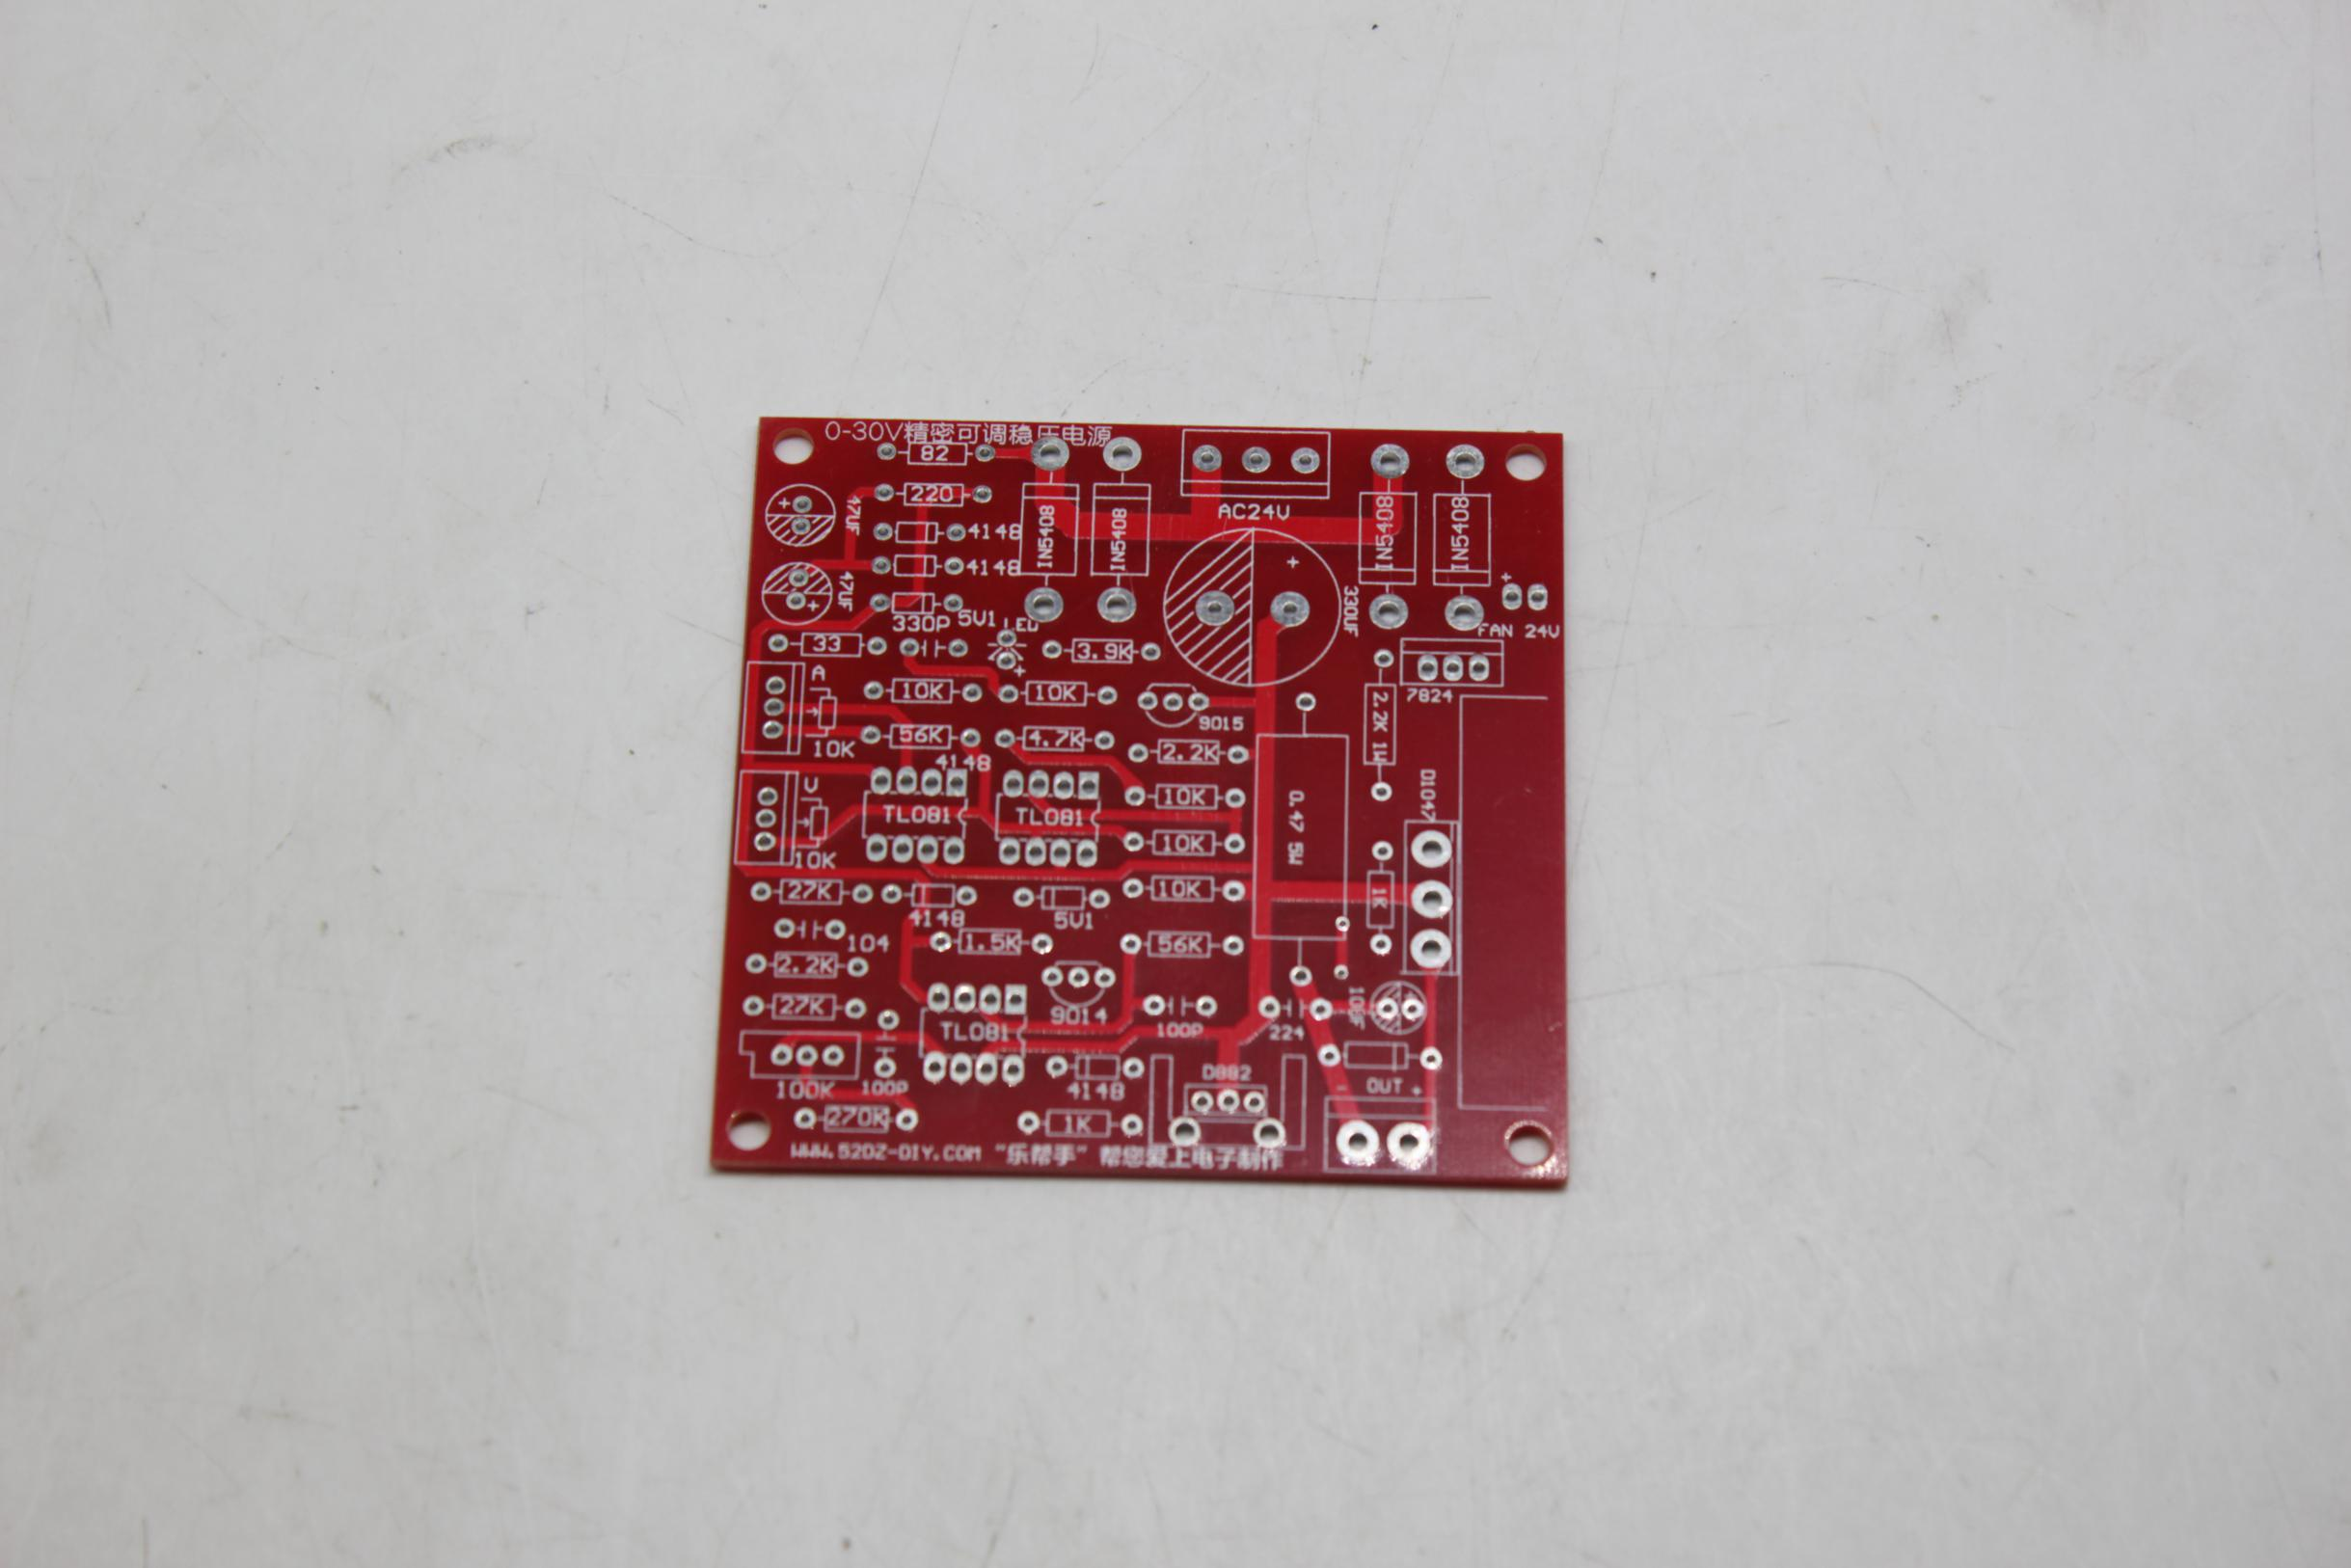 0-30V精密可调稳压电源
82
220
47UF
4148
4148
47UF
IN5408
IN5408
AC24V
IN5408
IN5408
330UF
+
+
+
+
FAN 24V
330P
5V1
LED
+
33
3.9K
7824
A
10K
10K
10K
9015
2.2K 1W
56K
4.7K
2.2K
4148
V
10K
TL081
TL081
10K
10K
0.47 5W
D1047
27K
4148
5V1
10K
1K
104
1.5K
56K
2.2K
27K
9014
100P
224
TL081
100K
100P
4148
D882
- OUT +
270K
1K
WWW.520Z-DIY.COM "乐帮手" 帮您爱上电子制作